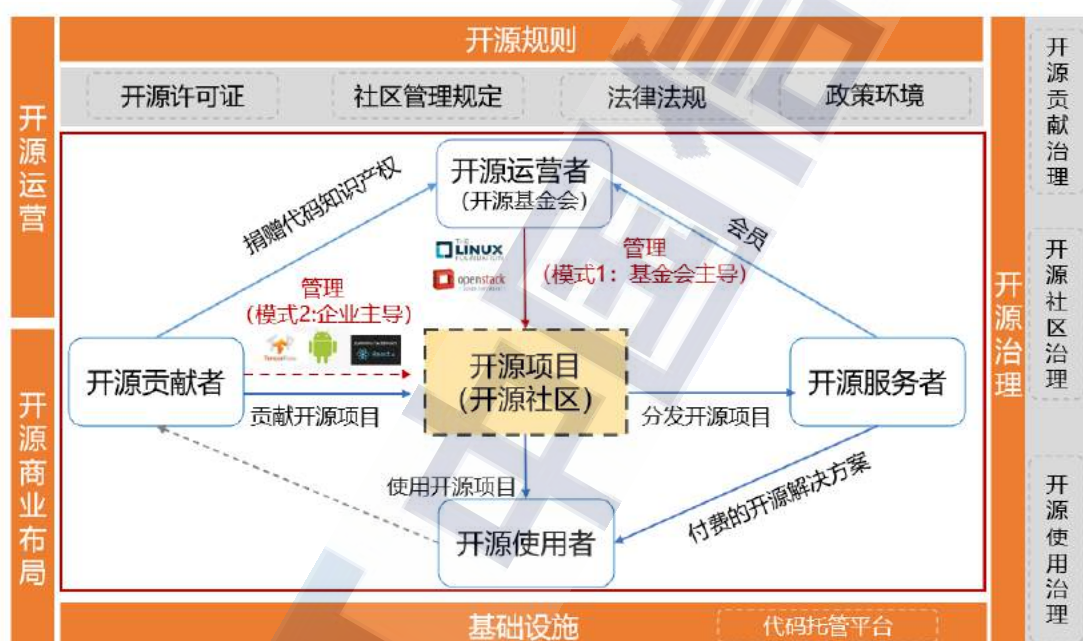 开源规则
开源许可证
社区管理规定
法律法规
政策环境
开源运营
开源商业布局
开源运营者
(开源基金会)
捐赠代码知识产权
会员
THE
LINUX
FOUNDATION
openstack
管理
(模式1：基金会主导)
管理
(模式2:企业主导)
TensorFlow
React
开源贡献者
贡献开源项目
开源项目
(开源社区)
分发开源项目
开源服务者
使用开源项目
付费的开源解决方案
开源使用者
开源治理
开源贡献治理
开源社区治理
开源使用治理
基础设施
代码托管平台